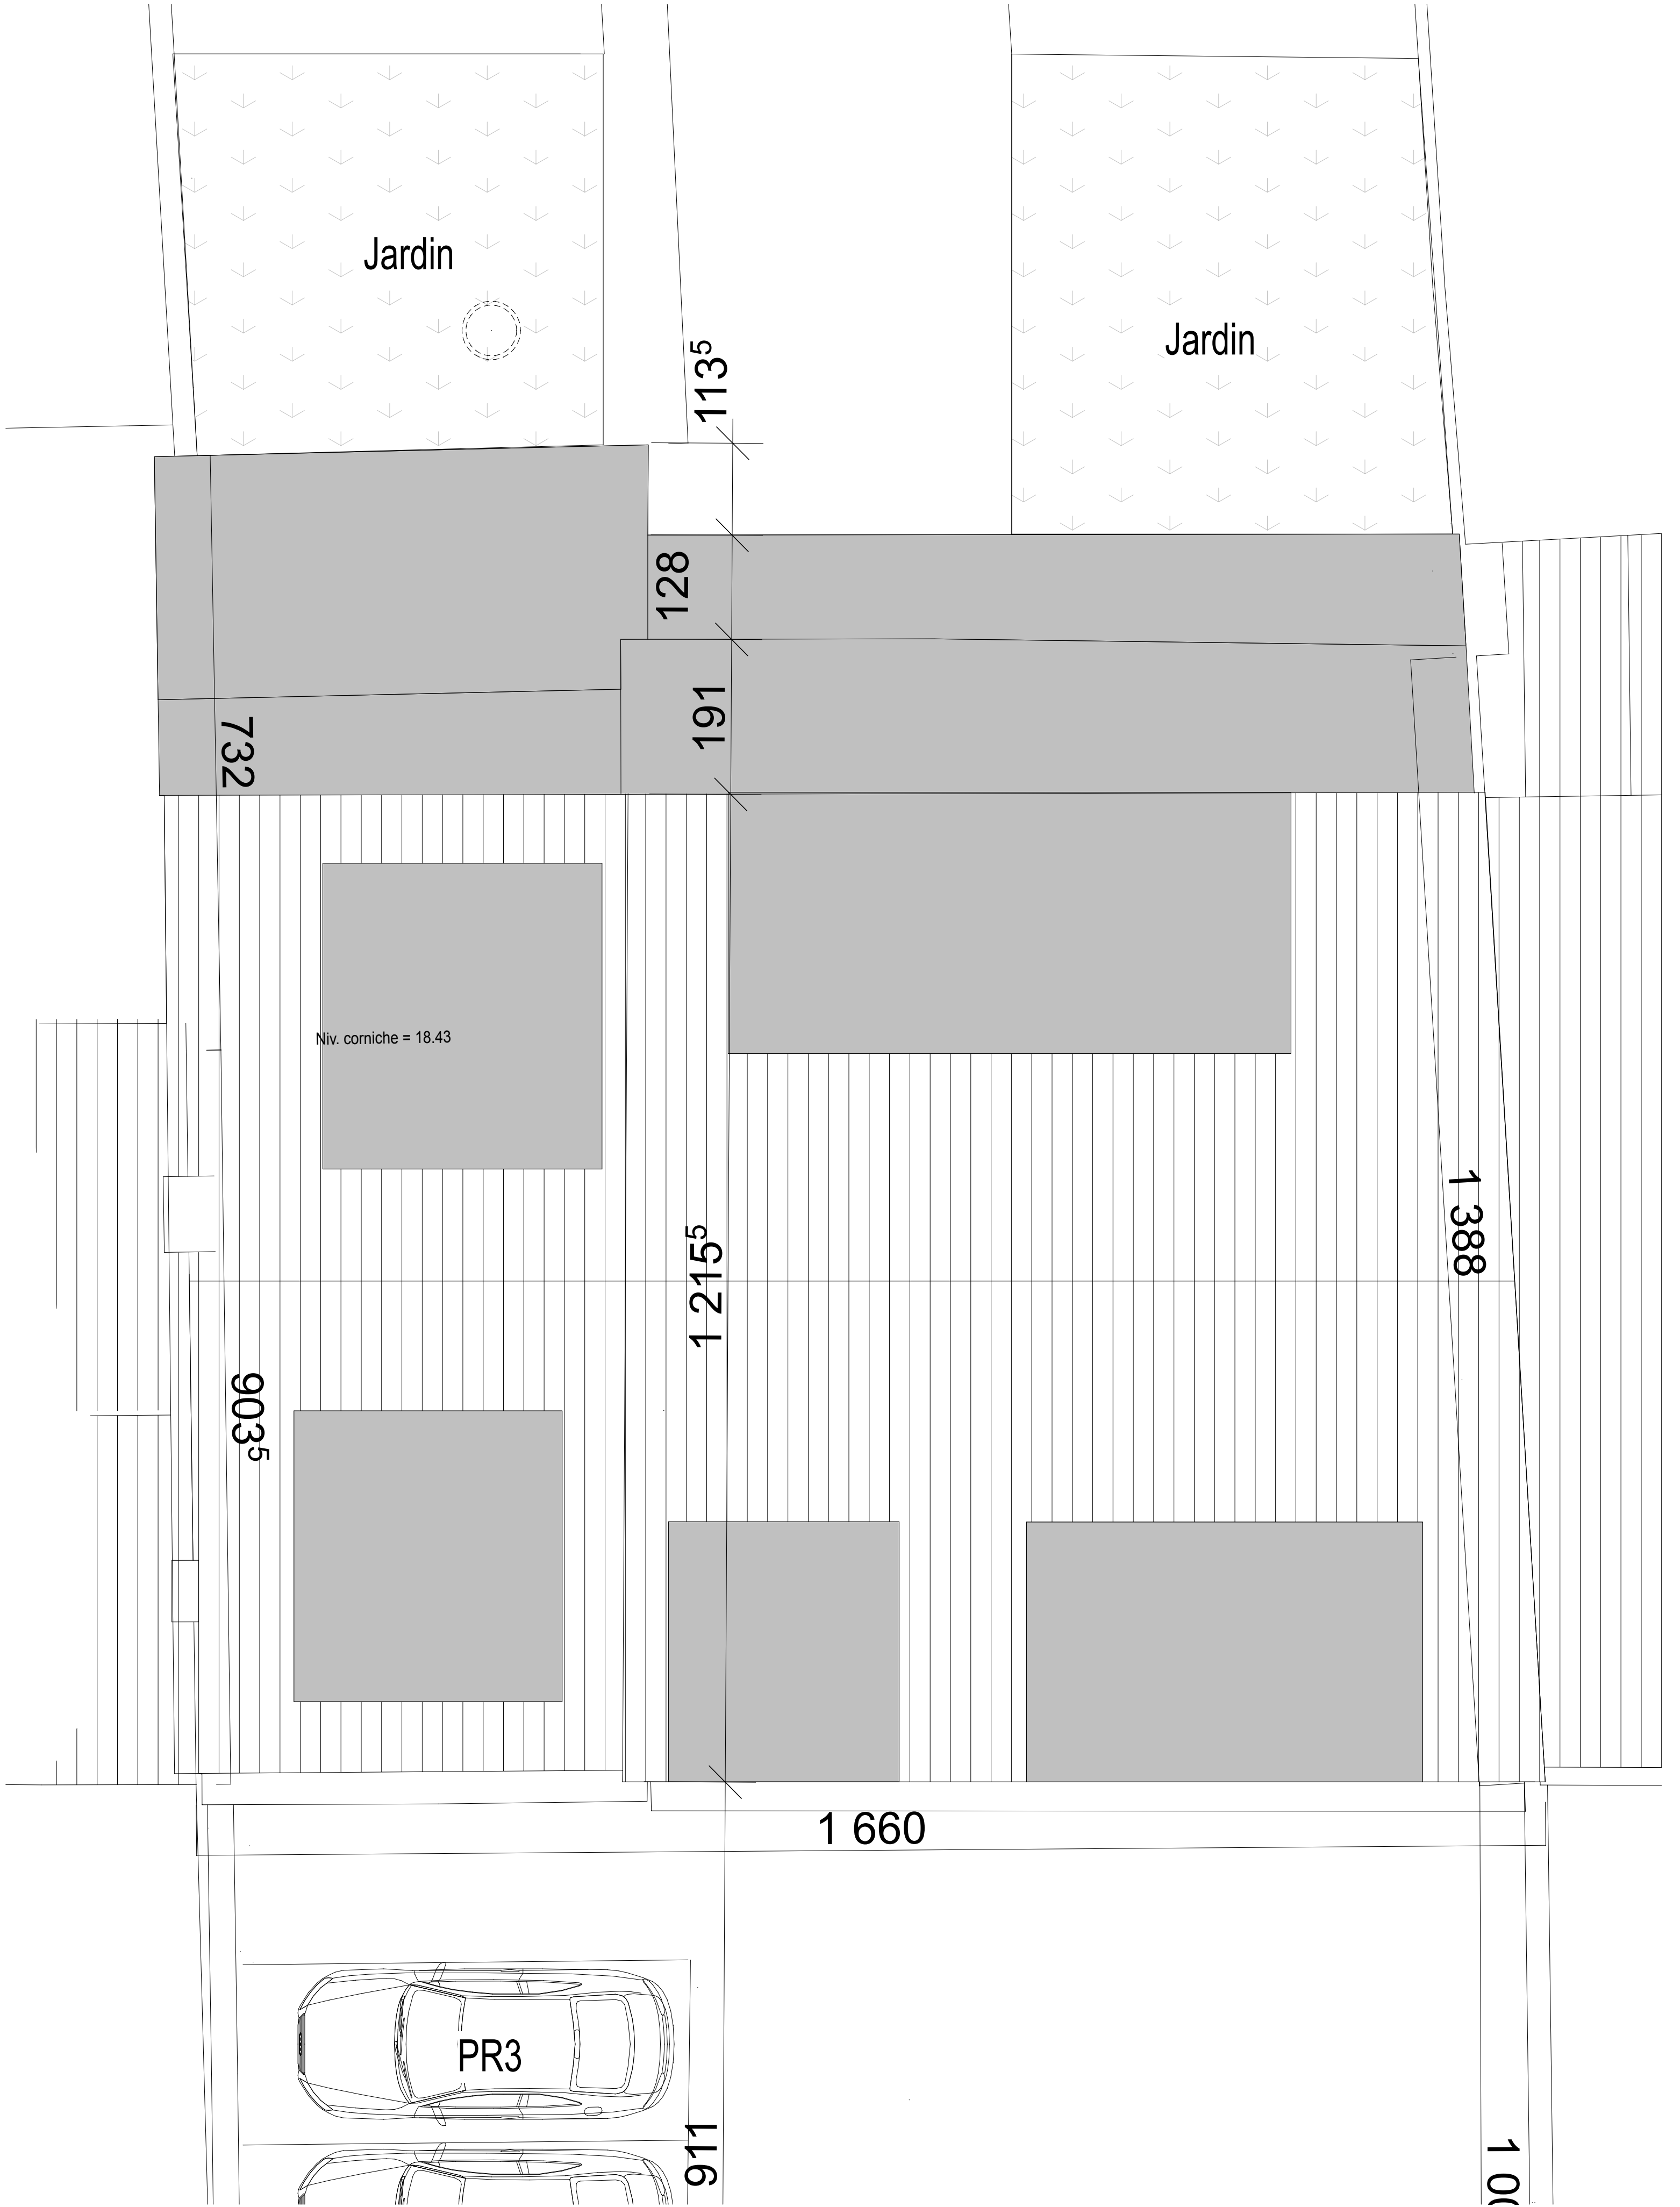 Jardin
Jardin
113⁵
128
191
732
Niv. corniche = 18.43
1 215⁵
1 388
903⁵
1 660
PR3
911